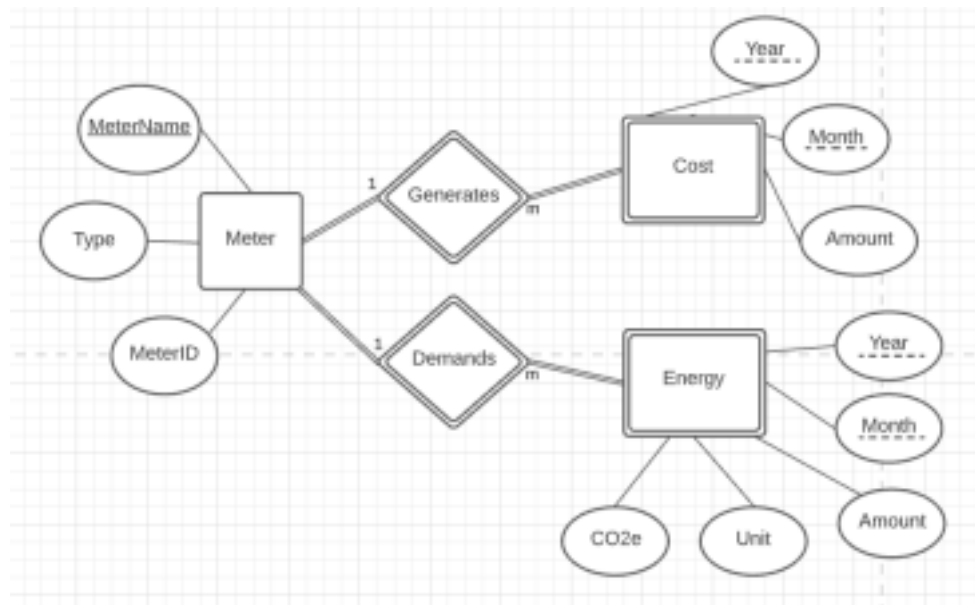 Year
MeterName
Month
Cost
1
Generates
m
Type
Meter
Amount
MeterID
1
Demands
m
Year
Energy
Month
Amount
CO2e
Unit